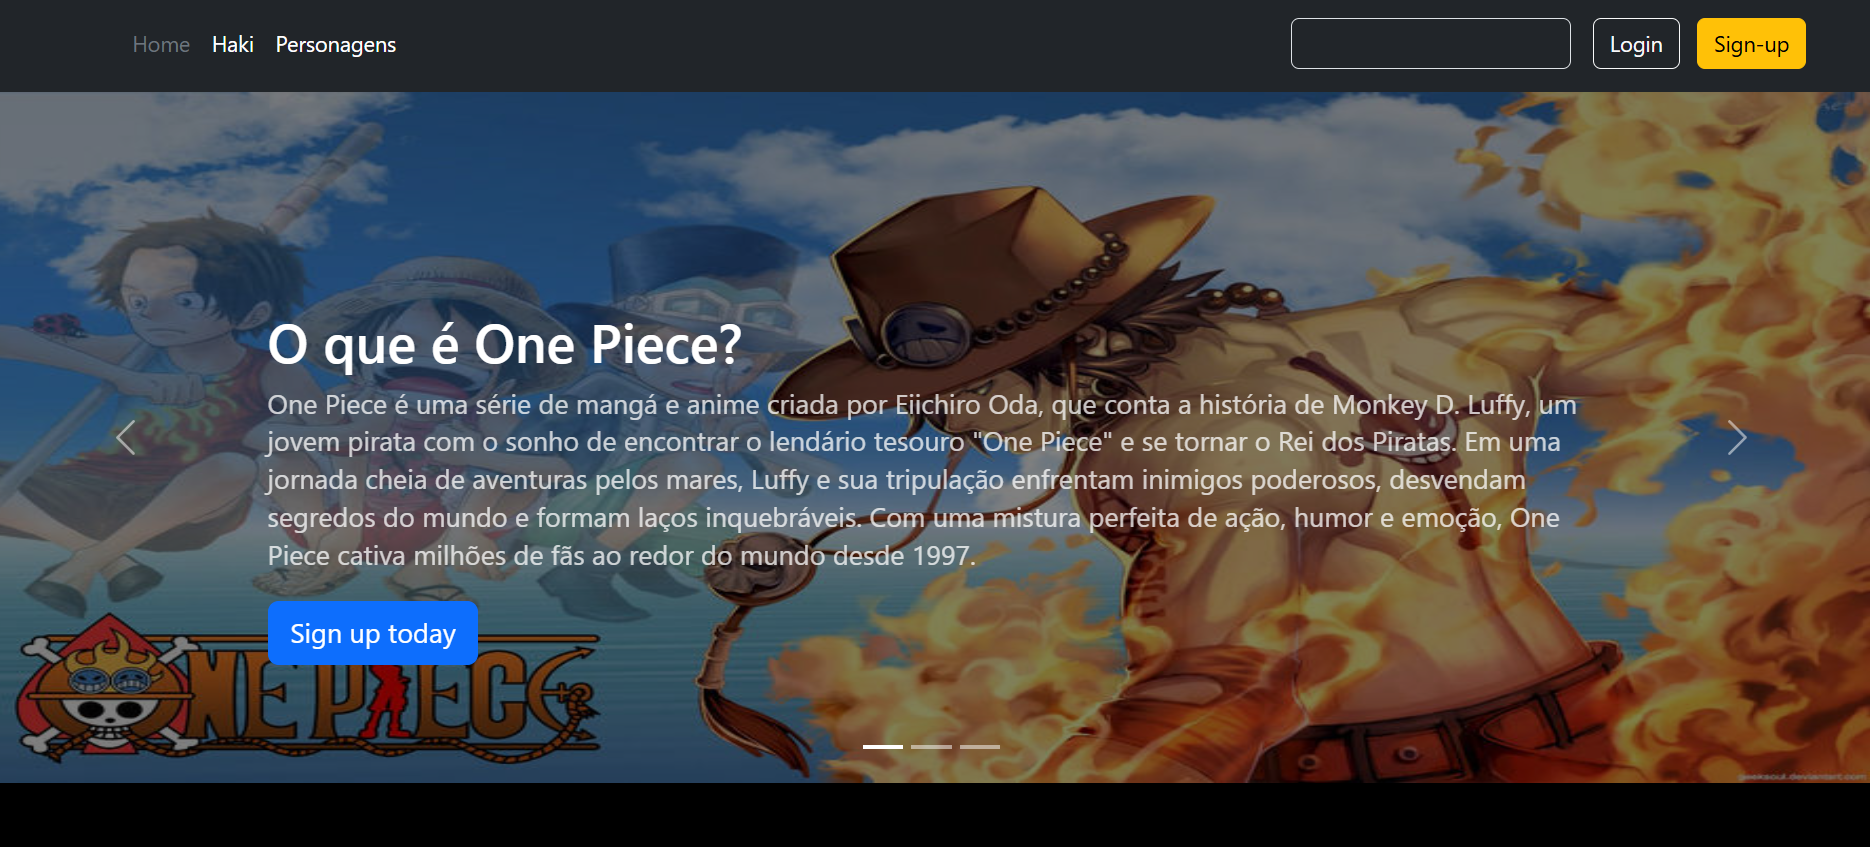 Home Haki Personagens Login Sign-up
O que é One Piece?
One Piece é uma série de mangá e anime criada por Eiichiro Oda, que conta a história de Monkey D. Luffy, um
jovem pirata com o sonho de encontrar o lendário tesouro "One Piece" e se tornar o Rei dos Piratas. Em uma
jornada cheia de aventuras pelos mares, Luffy e sua tripulação enfrentam inimigos poderosos, desvendam
segredos do mundo e formam laços inquebráveis. Com uma mistura perfeita de ação, humor e emoção, One
Piece cativa milhões de fãs ao redor do mundo desde 1997.
Sign up today
ONE PIECE